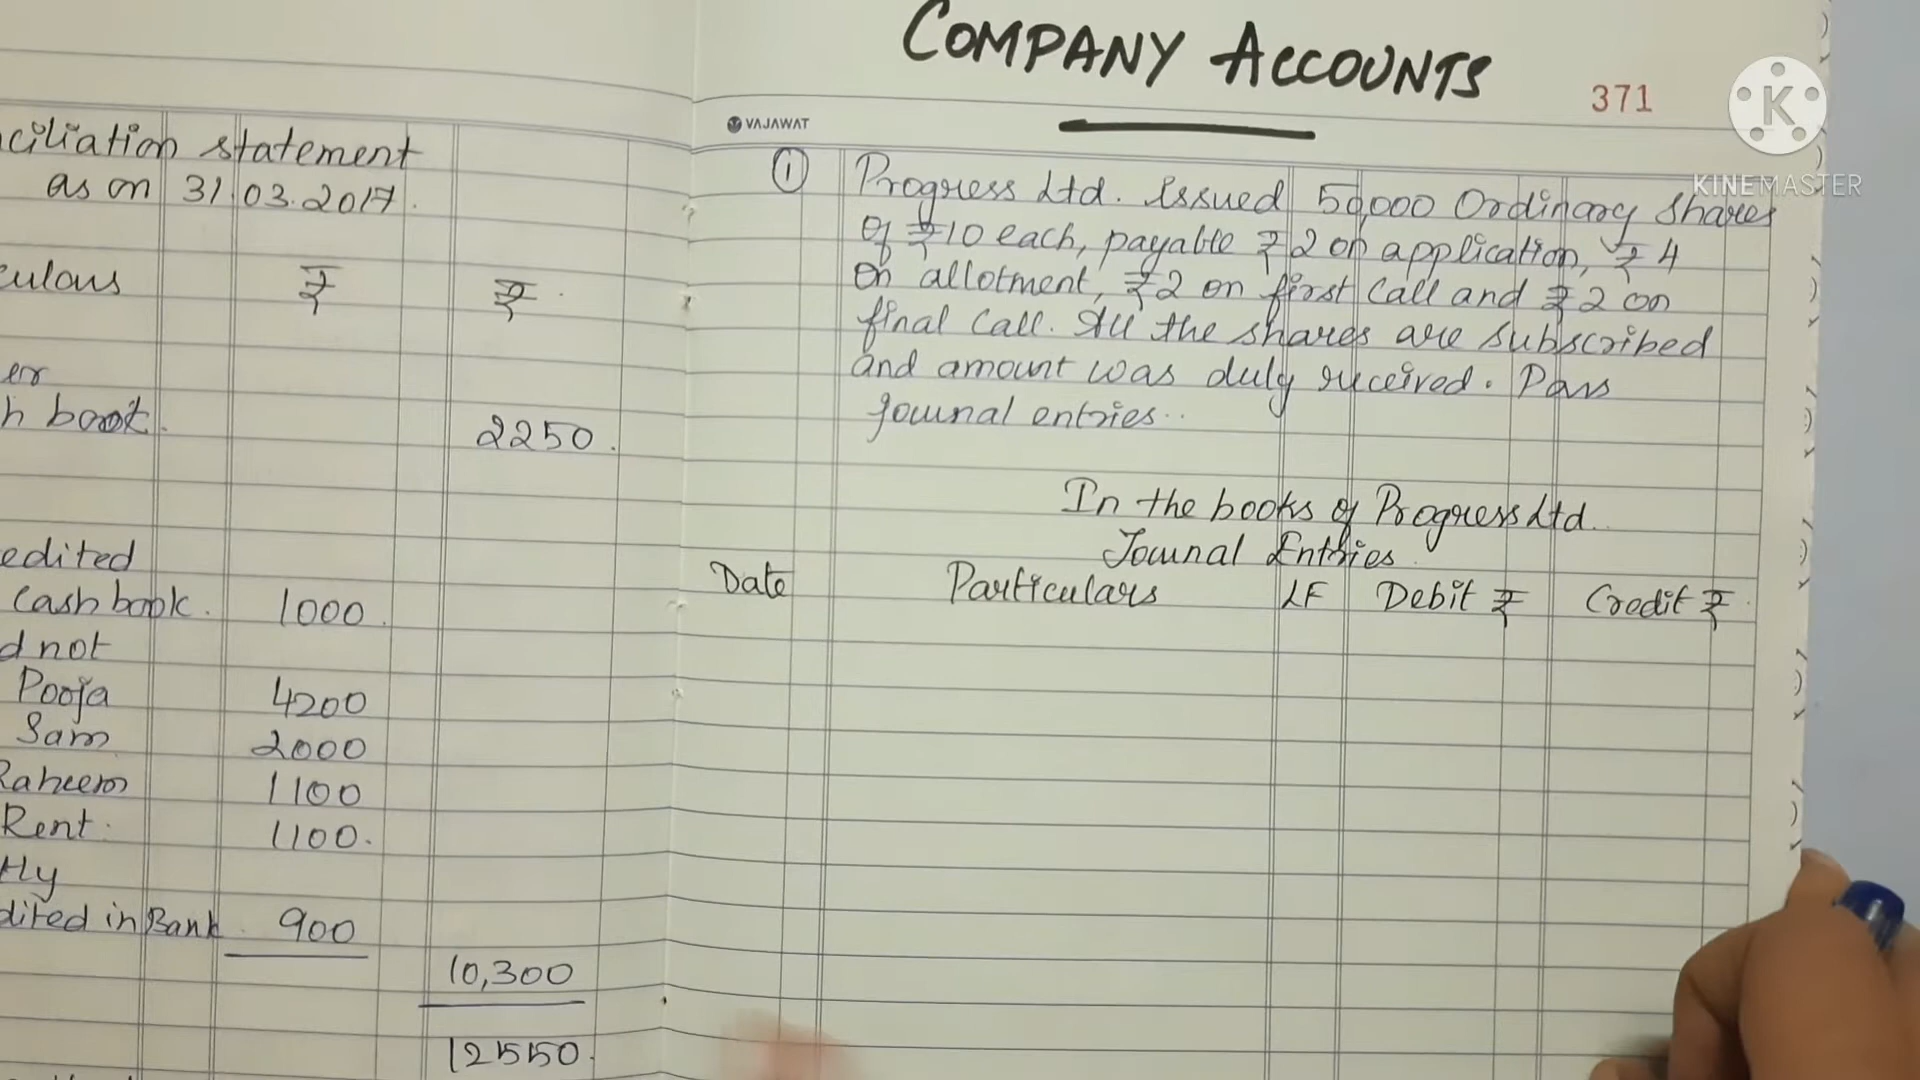 COMPANY ACCOUNTS
371
K
KINEMASTER
VAJAWAT
ciliation statement
as on 31.03.2017.
culars ₹ ₹
er
h book. 2250.
edited
cash book. 1000.
d not
Pooja 4200
Sam 2000
Raheem 1100
Rent. 1100.
tly
dited in Bank 900
10,300
12550.
① Progress Ltd. issued 50,000 Ordinary shares
of ₹10 each, payable ₹2 on application, ₹4
on allotment, ₹2 on first call and ₹2 on
final call. All the shares are subscribed
and amount was duly received. Pass
journal entries..
In the books of Progress Ltd..
Journal Entries.
Date Particulars LF Debit ₹ Credit ₹